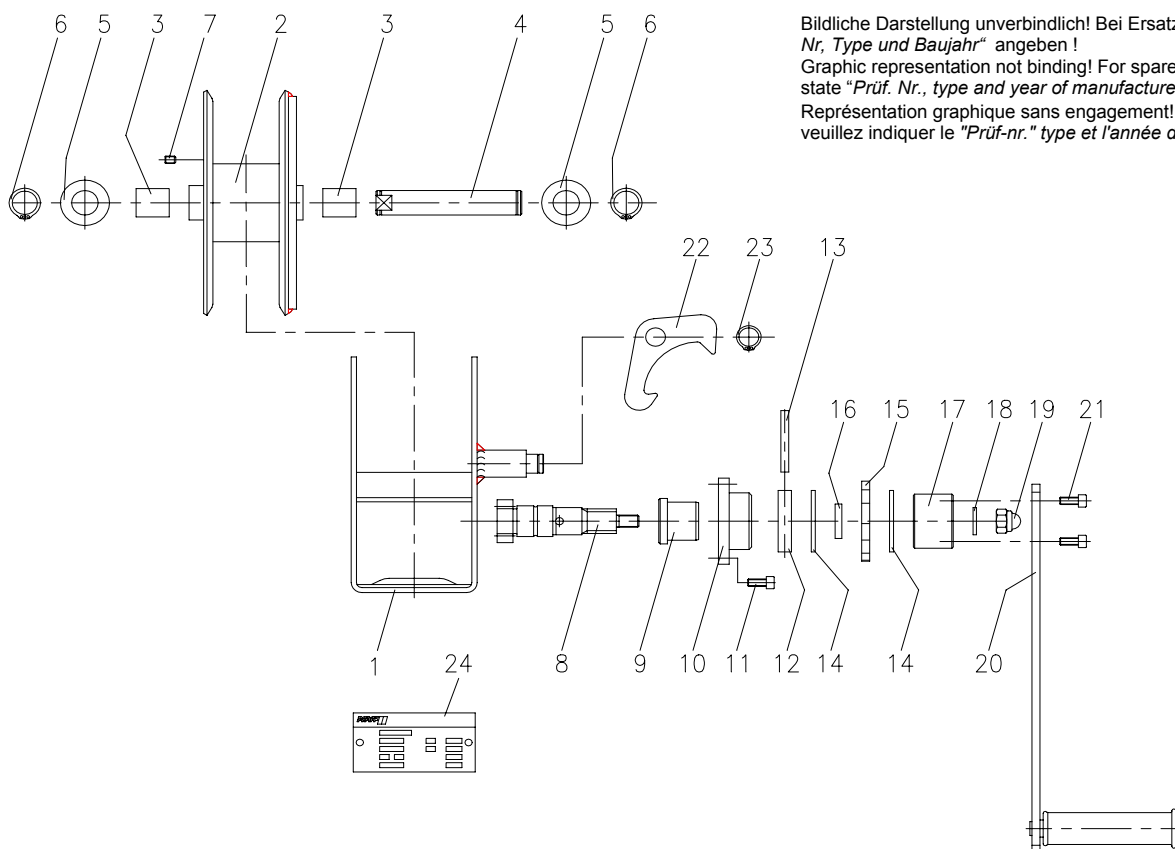 6 5 3 7 2 3 4 5 6
Bildliche Darstellung unverbindlich! Bei Ersatz
Nr, Type und Baujahr“ angeben !
Graphic representation not binding! For spare
state “Prüf. Nr., type and year of manufacture
Représentation graphique sans engagement!
veuillez indiquer le "Prüf-nr." type et l'année d
22 23 13
16 15 17 18 19 21
1 8 9 10 11 12 14 14 20
24